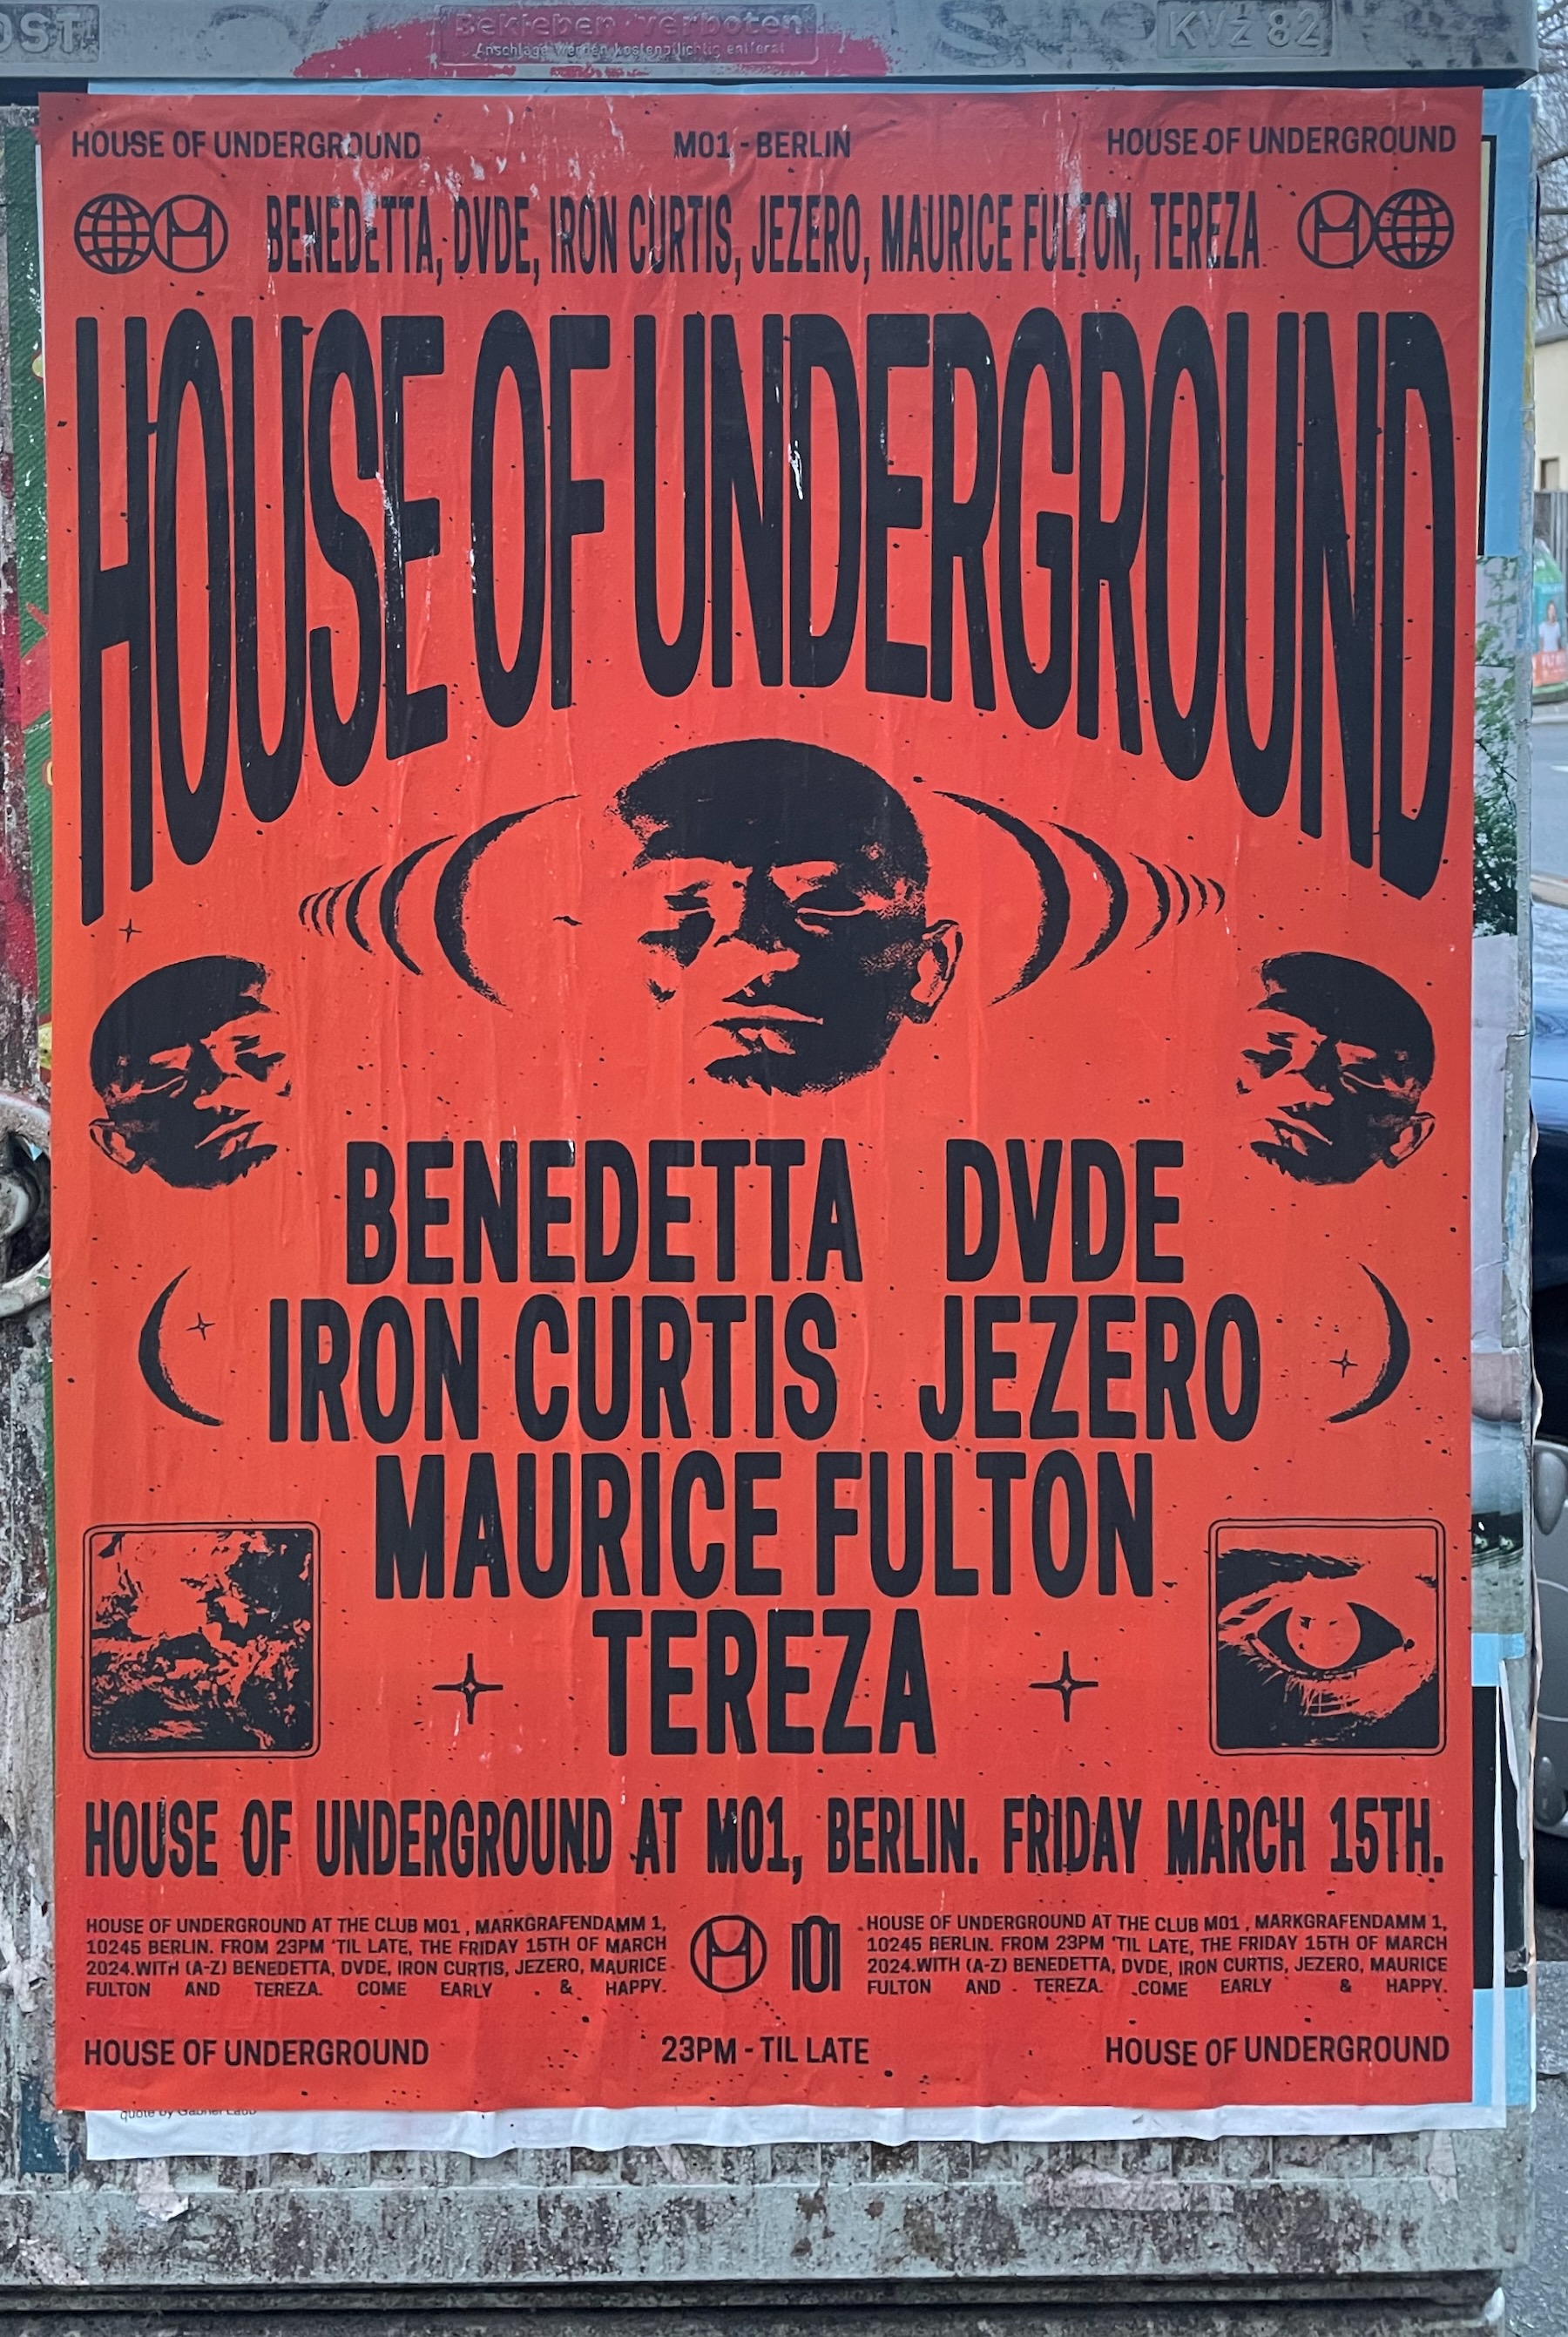 OST
Bekleben verboten
Anschläge werden kostenpflichtig entfernt
KVz 82
HOUSE OF UNDERGROUND
M01 - BERLIN
HOUSE OF UNDERGROUND
BENEDETTA, DVDE, IRON CURTIS, JEZERO, MAURICE FULTON, TEREZA
HOUSE OF UNDERGROUND
BENEDETTA DVDE
IRON CURTIS JEZERO
MAURICE FULTON
TEREZA
HOUSE OF UNDERGROUND AT M01, BERLIN. FRIDAY MARCH 15TH.
HOUSE OF UNDERGROUND AT THE CLUB M01 , MARKGRAFENDAMM 1,
10245 BERLIN. FROM 23PM 'TIL LATE, THE FRIDAY 15TH OF MARCH
2024.WITH (A-Z) BENEDETTA, DVDE, IRON CURTIS, JEZERO, MAURICE
FULTON AND TEREZA. COME EARLY & HAPPY.
M01
HOUSE OF UNDERGROUND AT THE CLUB M01 , MARKGRAFENDAMM 1,
10245 BERLIN. FROM 23PM 'TIL LATE, THE FRIDAY 15TH OF MARCH
2024.WITH (A-Z) BENEDETTA, DVDE, IRON CURTIS, JEZERO, MAURICE
FULTON AND TEREZA. COME EARLY & HAPPY.
HOUSE OF UNDERGROUND
23PM - TIL LATE
HOUSE OF UNDERGROUND
quote by Gabriel Laub